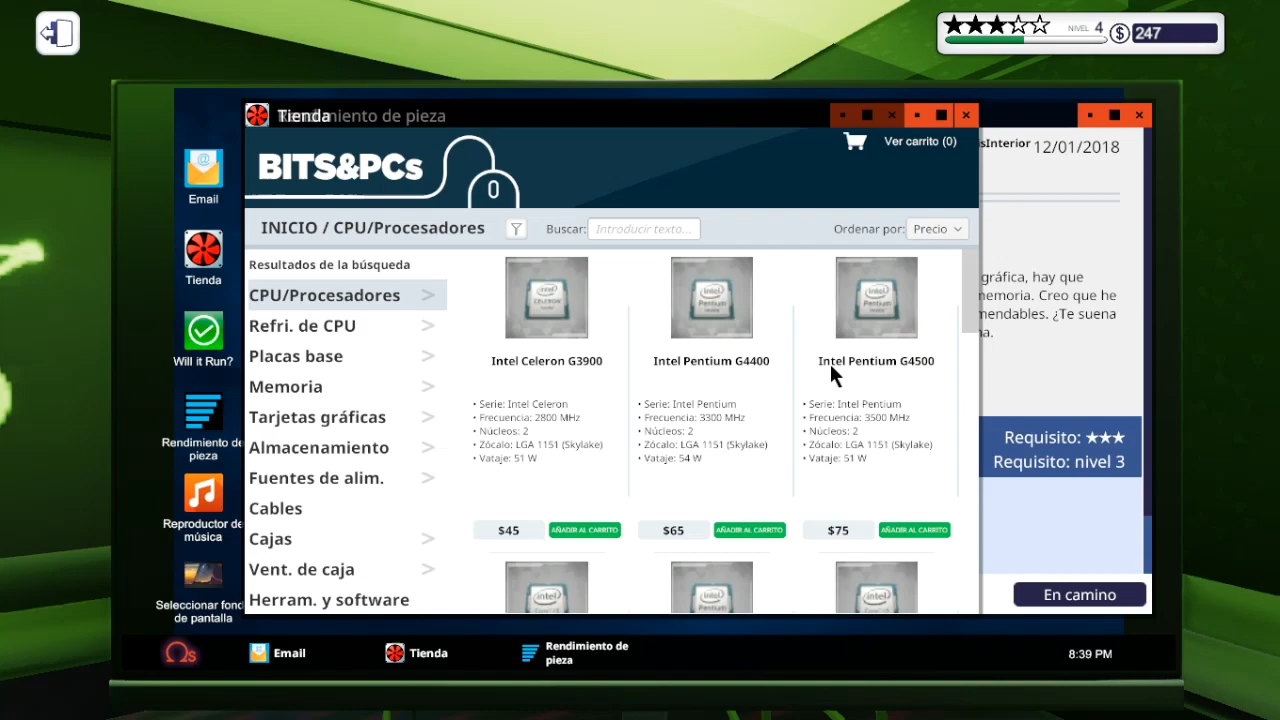 NIVEL 4
$ 247
Tienda
BITS&PCs
Ver carrito (0)
INICIO / CPU/Procesadores
Buscar: Introducir texto...
Ordenar por: Precio
Resultados de la búsqueda
CPU/Procesadores >
Refri. de CPU >
Placas base >
Memoria >
Tarjetas gráficas >
Almacenamiento >
Fuentes de alim. >
Cables
Cajas >
Vent. de caja >
Herram. y software
Intel Celeron G3900
• Serie: Intel Celeron
• Frecuencia: 2800 MHz
• Núcleos: 2
• Zócalo: LGA 1151 (Skylake)
• Vataje: 51 W
$45 AÑADIR AL CARRITO
Intel Pentium G4400
• Serie: Intel Pentium
• Frecuencia: 3300 MHz
• Núcleos: 2
• Zócalo: LGA 1151 (Skylake)
• Vataje: 54 W
$65 AÑADIR AL CARRITO
Intel Pentium G4500
• Serie: Intel Pentium
• Frecuencia: 3500 MHz
• Núcleos: 2
• Zócalo: LGA 1151 (Skylake)
• Vataje: 51 W
$75 AÑADIR AL CARRITO
sInterior 12/01/2018
gráfica, hay que
memoria. Creo que he
mendables. ¿Te suena
na.
Requisito: ★★★
Requisito: nivel 3
En camino
Email
Tienda
Will it Run?
Rendimiento de
pieza
Reproductor de
música
Seleccionar fond
de pantalla
Email
Tienda
Rendimiento de
pieza
8:39 PM